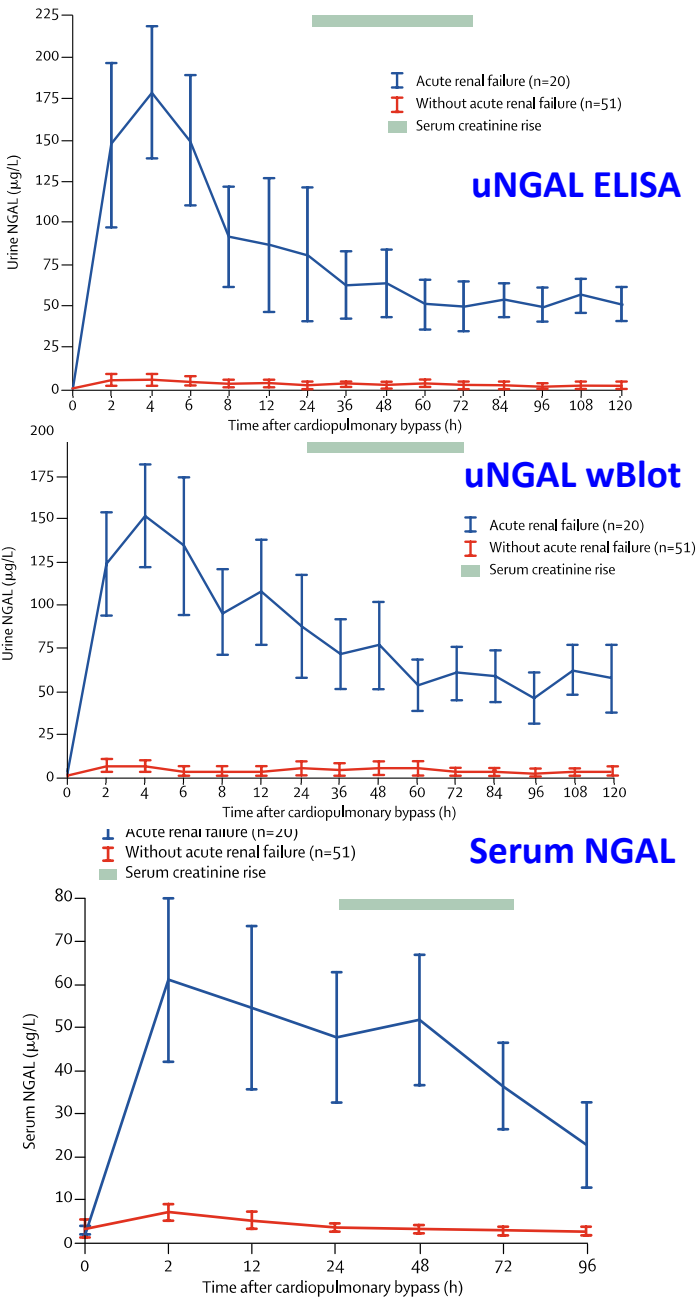 225
200
175
150
125
100
75
50
25
0
Urine NGAL (µg/L)
Acute renal failure (n=20)
Without acute renal failure (n=51)
Serum creatinine rise
uNGAL ELISA
0 2 4 6 8 12 24 36 48 60 72 84 96 108 120
Time after cardiopulmonary bypass (h)
200
175
150
125
100
75
50
25
0
Urine NGAL (µg/L)
uNGAL wBlot
Acute renal failure (n=20)
Without acute renal failure (n=51)
Serum creatinine rise
0 2 4 6 8 12 24 36 48 60 72 84 96 108 120
Time after cardiopulmonary bypass (h)
Acute renal failure (n=20)
Without acute renal failure (n=51)
Serum creatinine rise
Serum NGAL
80
70
60
50
40
30
20
10
0
Serum NGAL (µg/L)
0 2 12 24 48 72 96
Time after cardiopulmonary bypass (h)